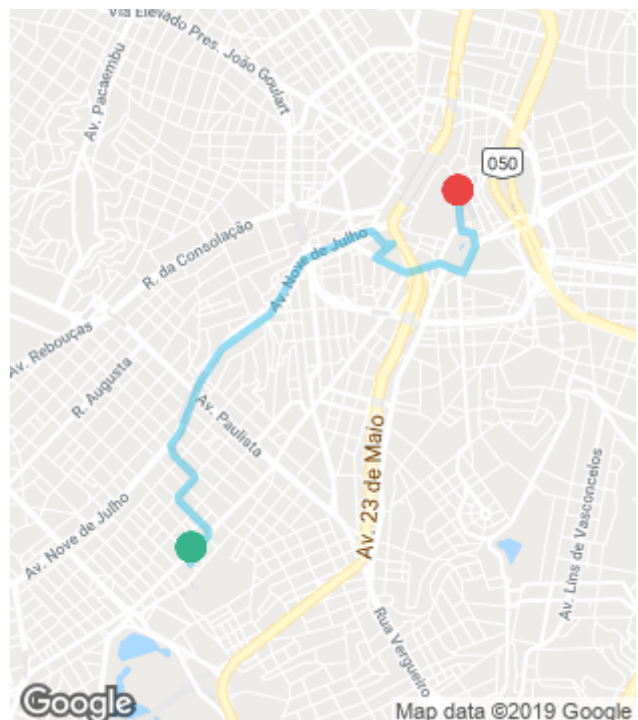 Via Elevado Pres. João Goulart
Av. Pacaembu
050
R. da Consolação
Av. Nove de Julho
Av. Rebouças
R. Augusta
Av. Paulista
Av. 23 de Maio
Av. Nove de Julho
Av. Lins de Vasconcelos
Rua Vergueiro
Google
Map data ©2019 Google